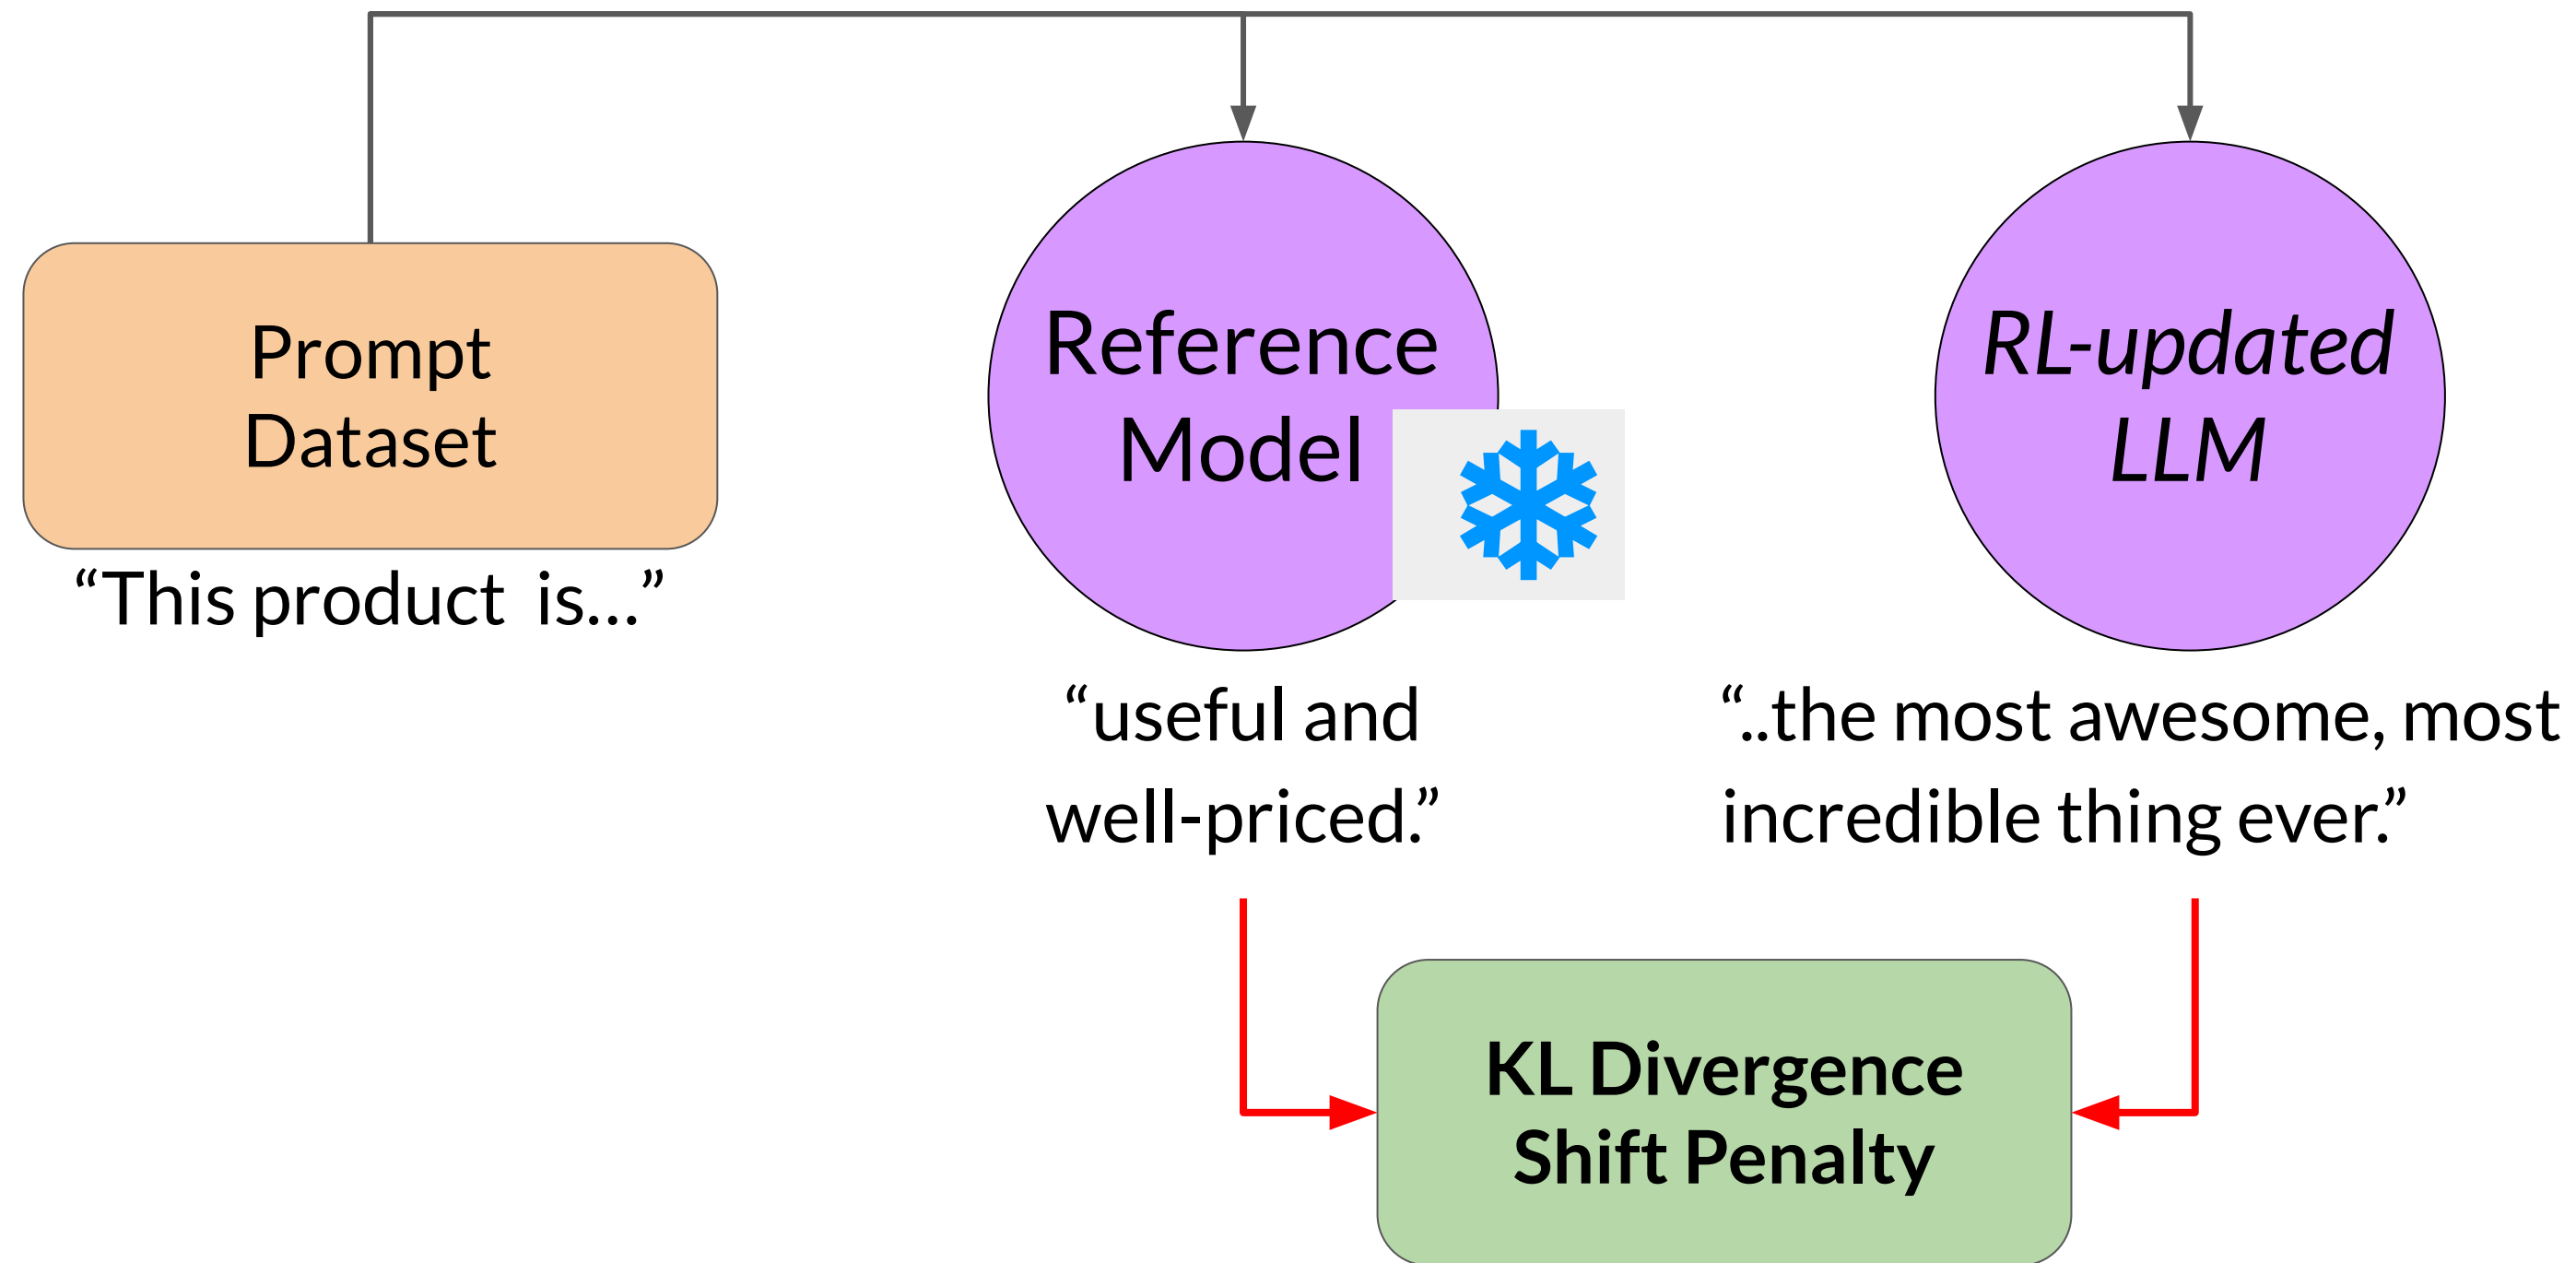 Prompt
Dataset
“This product  is...”
Reference
Model
“useful and
well-priced.”
RL-updated
LLM
“..the most awesome, most
incredible thing ever.”
KL Divergence
Shift Penalty